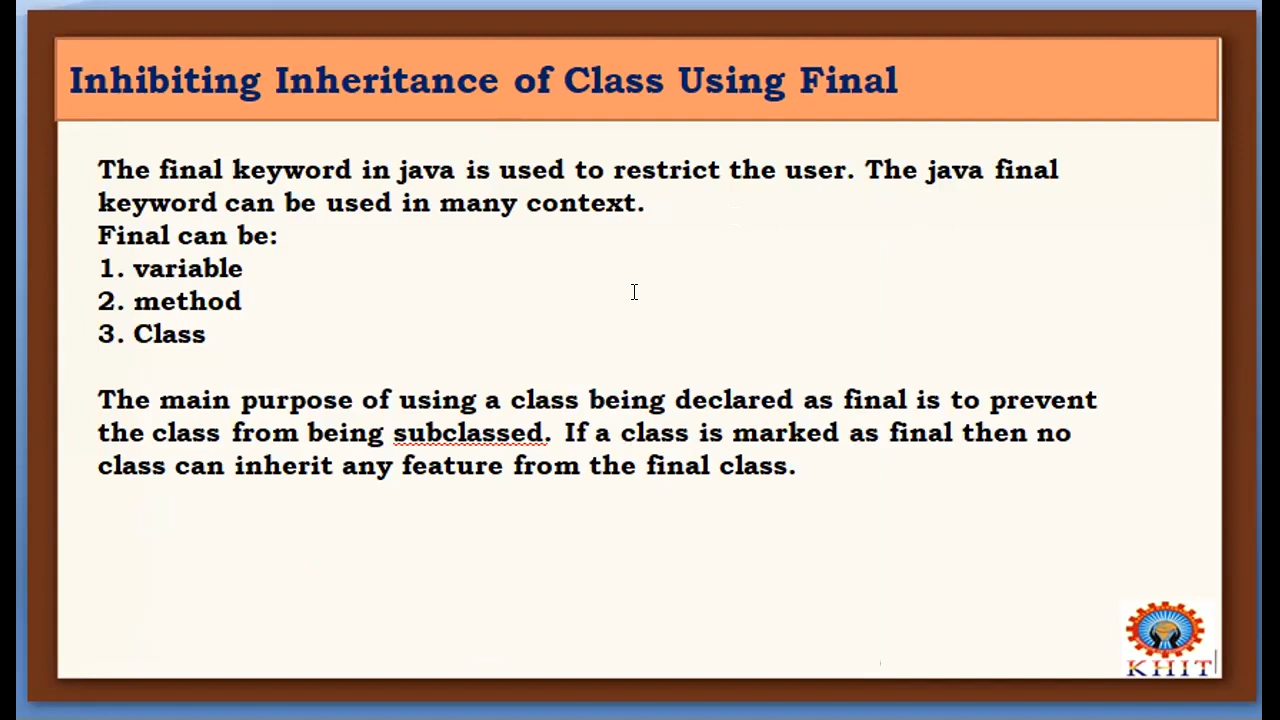 Inhibiting Inheritance of Class Using Final
The final keyword in java is used to restrict the user. The java final
keyword can be used in many context.
Final can be:
1. variable
2. method
3. Class
The main purpose of using a class being declared as final is to prevent
the class from being subclassed. If a class is marked as final then no
class can inherit any feature from the final class.
KHIT